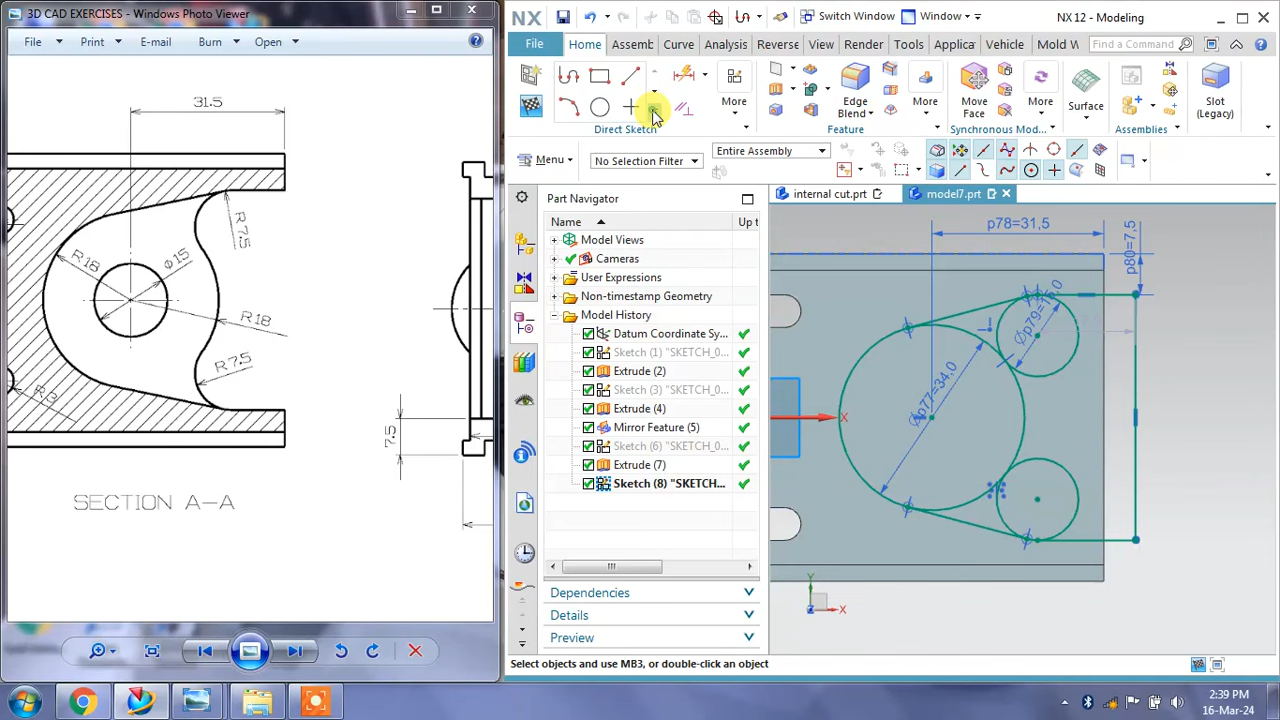 3D CAD EXERCISES - Windows Photo Viewer
File Print E-mail Burn Open
31.5
R7.5
R18
Ø15
R18
R7.5
R13
7.5
SECTION A-A
NX
Switch Window Window
NX 12 - Modeling
File Home Assemb Curve Analysis Reverse View Render Tools Applica Vehicle Mold W Find a Command
More
Edge Blend
More
Move Face
More
Surface
Slot (Legacy)
Direct Sketch Feature Synchronous Mod... Assemblies
Menu No Selection Filter Entire Assembly
Part Navigator
internal cut.prt model7.prt
Name Up t
Model Views
Cameras
User Expressions
Non-timestamp Geometry
Model History
Datum Coordinate Sy...
Sketch (1) "SKETCH_0...
Extrude (2)
Sketch (3) "SKETCH_0...
Extrude (4)
Mirror Feature (5)
Sketch (6) "SKETCH_0...
Extrude (7)
Sketch (8) "SKETC...
Dependencies
Details
Preview
p78=31,5
p80=7,5
Øp79=15,0
Øp77=34,0
X
Y
X
Select objects and use MB3, or double-click an object
2:39 PM
16-Mar-24